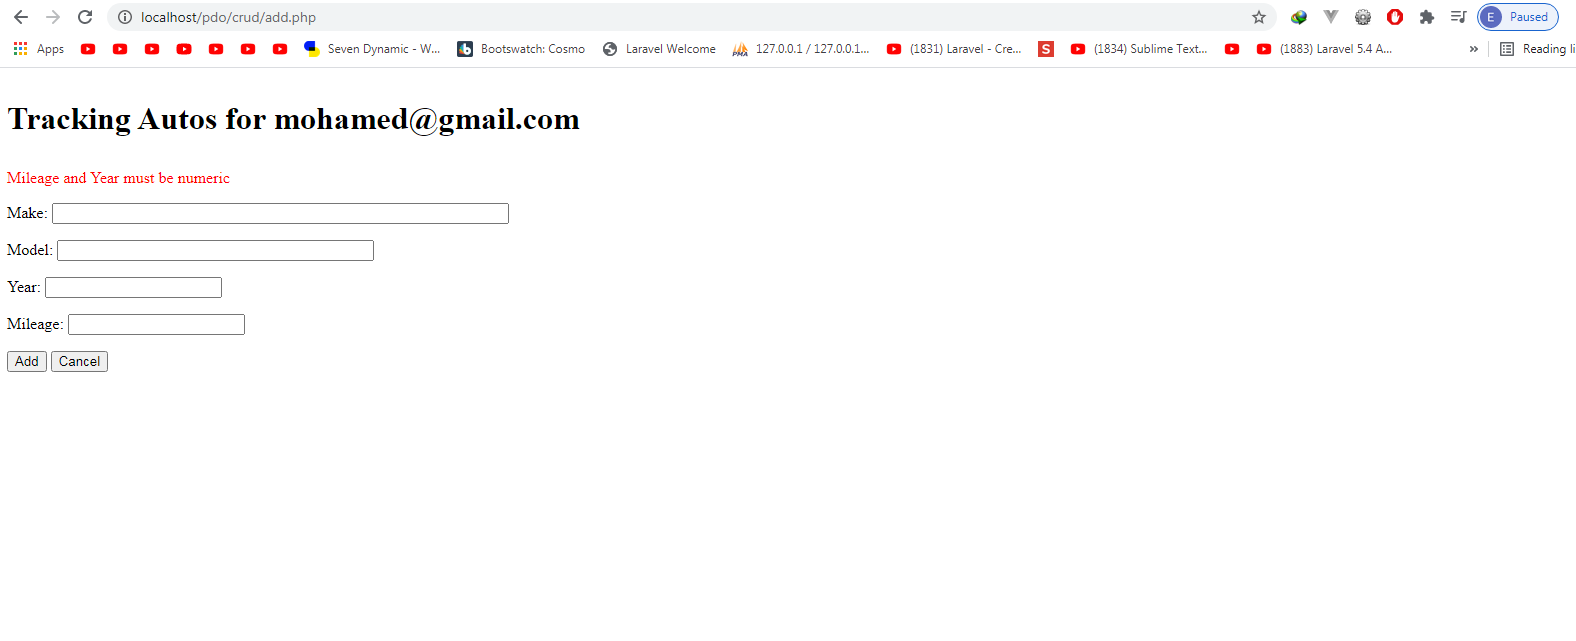 localhost/pdo/crud/add.php
E Paused
Apps Seven Dynamic - W... Bootswatch: Cosmo Laravel Welcome PMA 127.0.0.1 / 127.0.0.1... (1831) Laravel - Cre... S (1834) Sublime Text... (1883) Laravel 5.4 A... » Reading li
Tracking Autos for mohamed@gmail.com
Mileage and Year must be numeric
Make:
Model:
Year:
Mileage:
Add Cancel